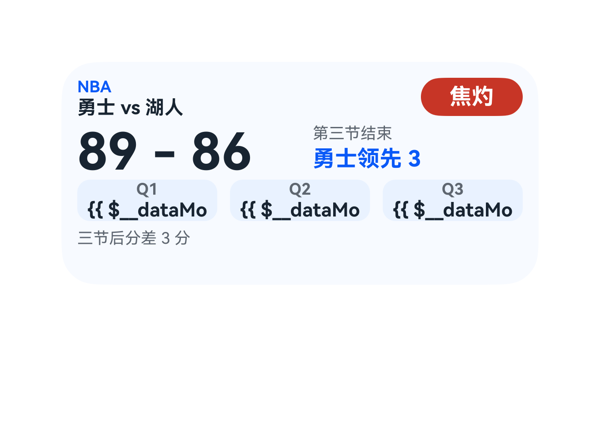 NBA
勇士 vs 湖人
焦灼
89 - 86
第三节结束
勇士领先 3
Q1
{{ $__dataMo
Q2
{{ $__dataMo
Q3
{{ $__dataMo
三节后分差 3 分